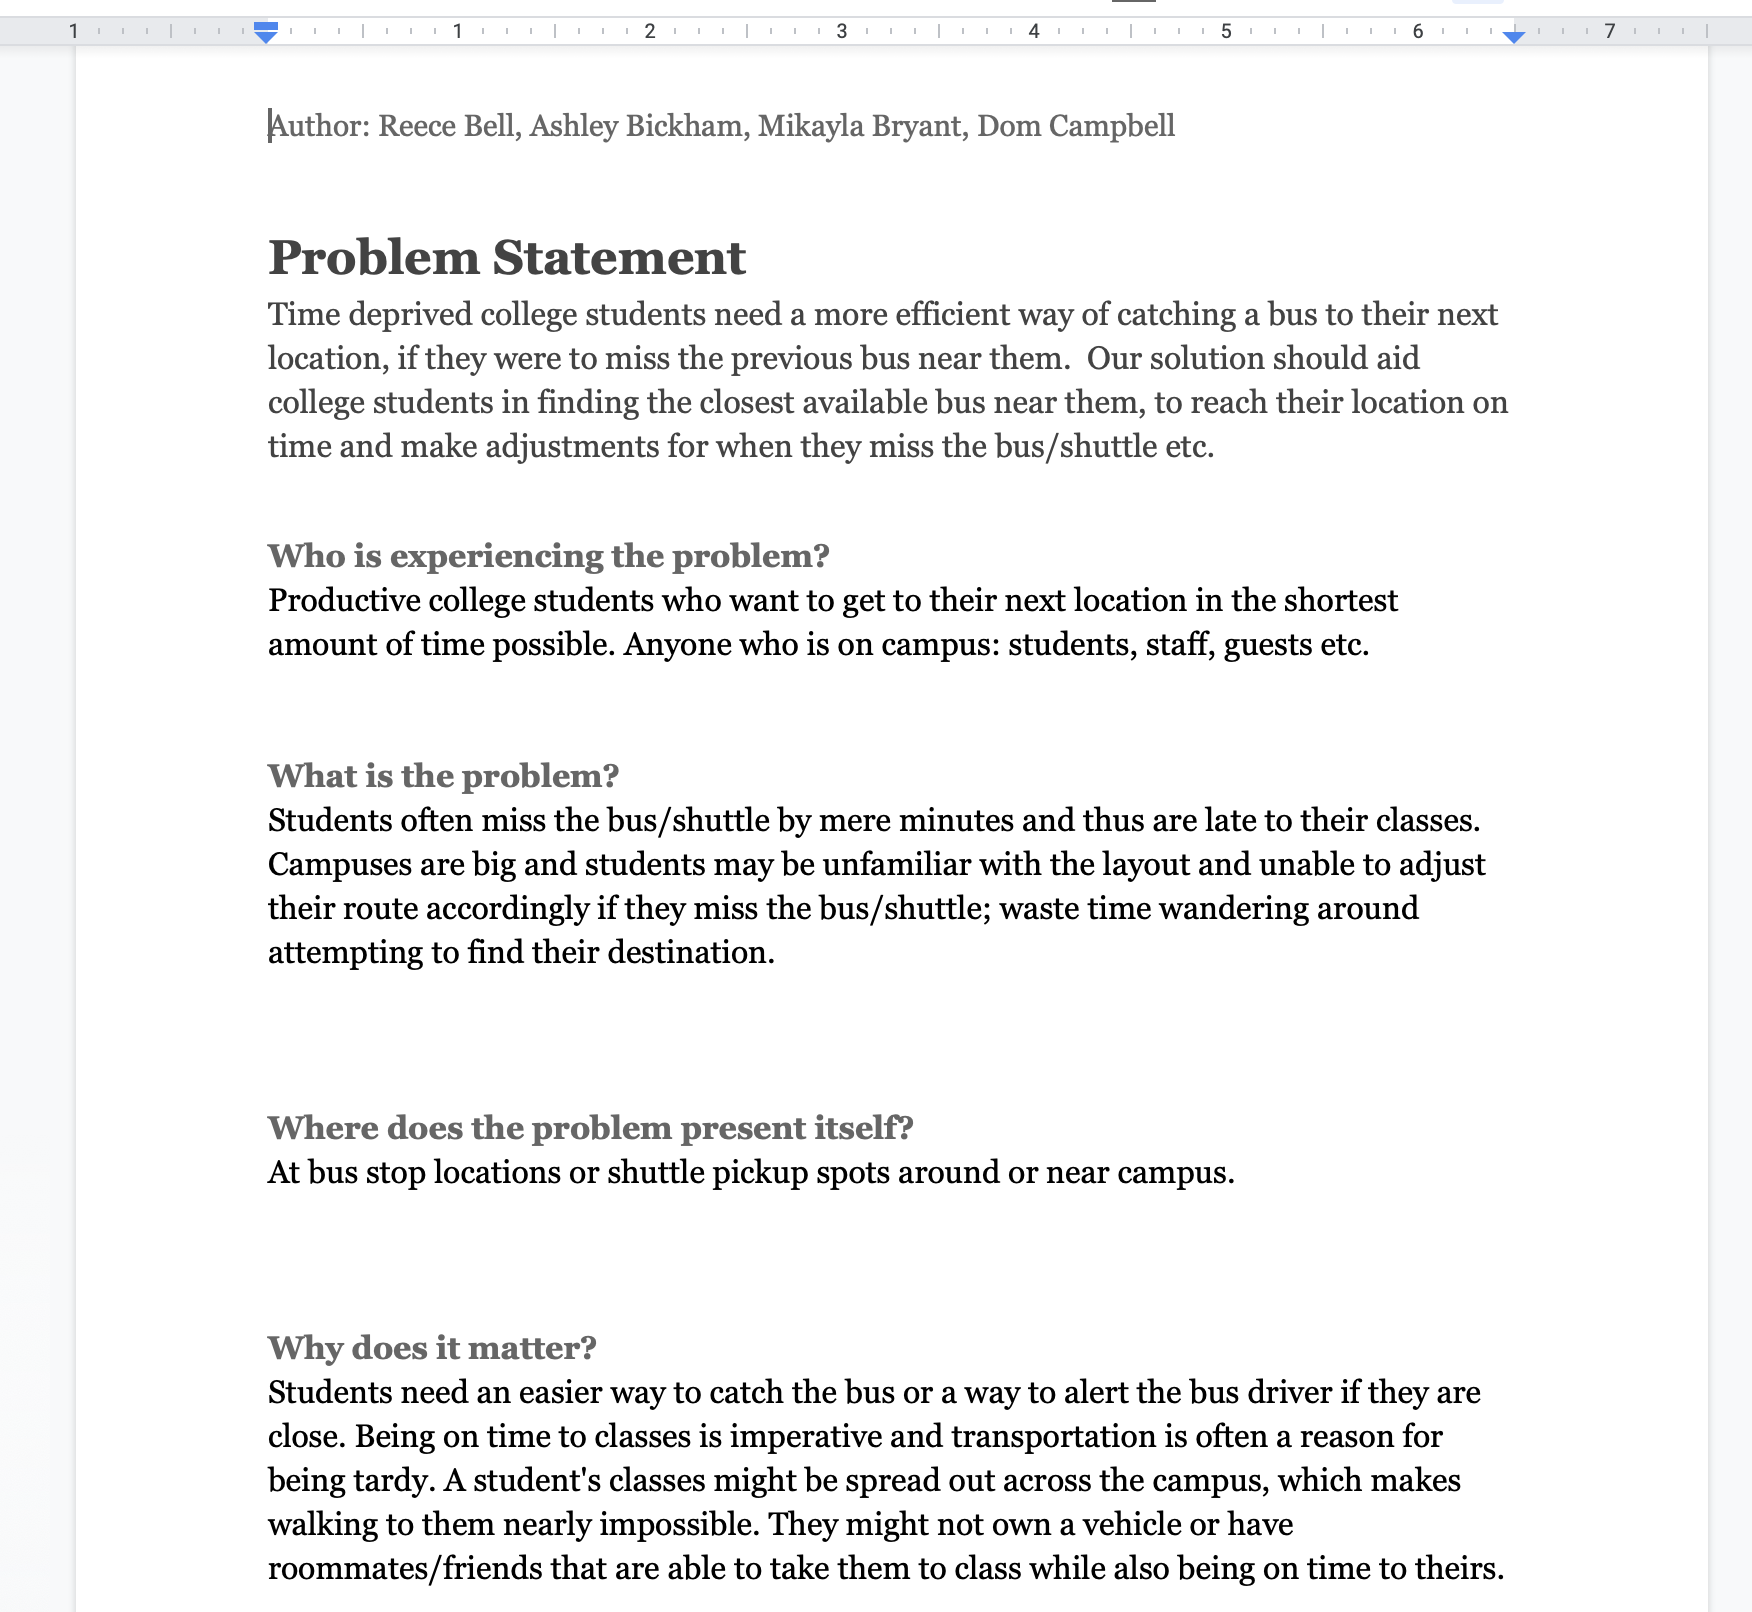 1 1 2 3 4 5 6 7
Author: Reece Bell, Ashley Bickham, Mikayla Bryant, Dom Campbell
Problem Statement
Time deprived college students need a more efficient way of catching a bus to their next
location, if they were to miss the previous bus near them.  Our solution should aid
college students in finding the closest available bus near them, to reach their location on
time and make adjustments for when they miss the bus/shuttle etc.
Who is experiencing the problem?
Productive college students who want to get to their next location in the shortest
amount of time possible. Anyone who is on campus: students, staff, guests etc.
What is the problem?
Students often miss the bus/shuttle by mere minutes and thus are late to their classes.
Campuses are big and students may be unfamiliar with the layout and unable to adjust
their route accordingly if they miss the bus/shuttle; waste time wandering around
attempting to find their destination.
Where does the problem present itself?
At bus stop locations or shuttle pickup spots around or near campus.
Why does it matter?
Students need an easier way to catch the bus or a way to alert the bus driver if they are
close. Being on time to classes is imperative and transportation is often a reason for
being tardy. A student's classes might be spread out across the campus, which makes
walking to them nearly impossible. They might not own a vehicle or have
roommates/friends that are able to take them to class while also being on time to theirs.